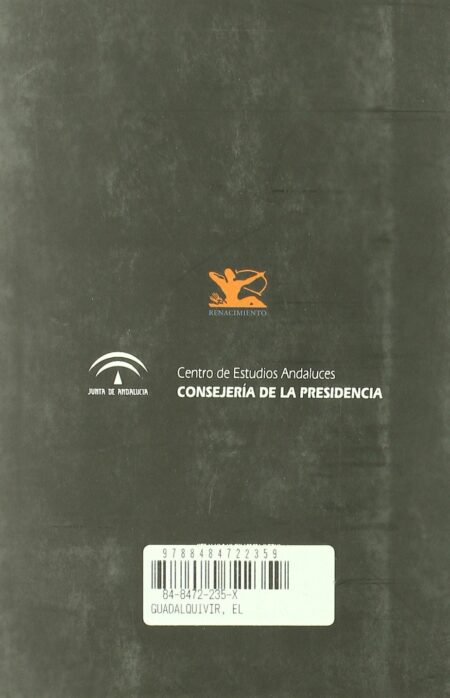 RENACIMIENTO
JUNTA DE ANDALUCIA
Centro de Estudios Andaluces
CONSEJERÍA DE LA PRESIDENCIA
9788484722359
84-8472-235-X
GUADALQUIVIR, EL